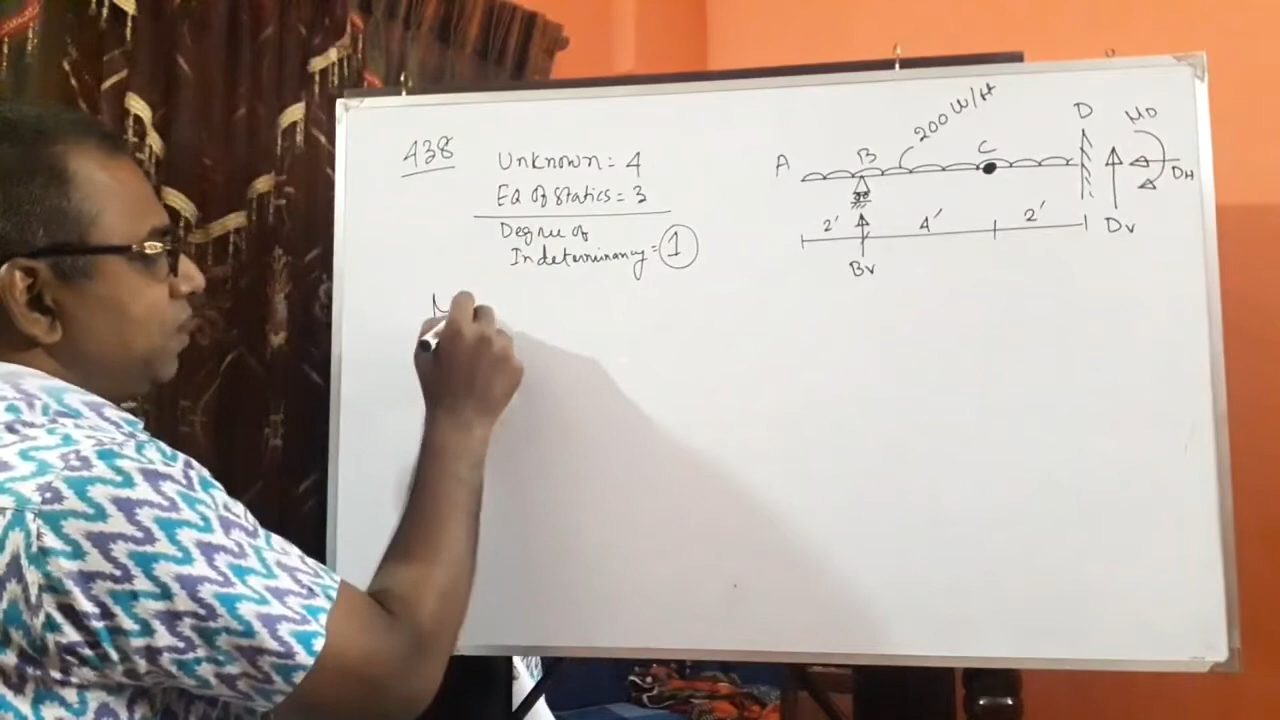 438
Unknown = 4
EQ of Statics = 3
Degree of
Indeterminancy = 1
200 w/ft
A
B
C
D
MD
DH
2'
4'
2'
Dv
Bv